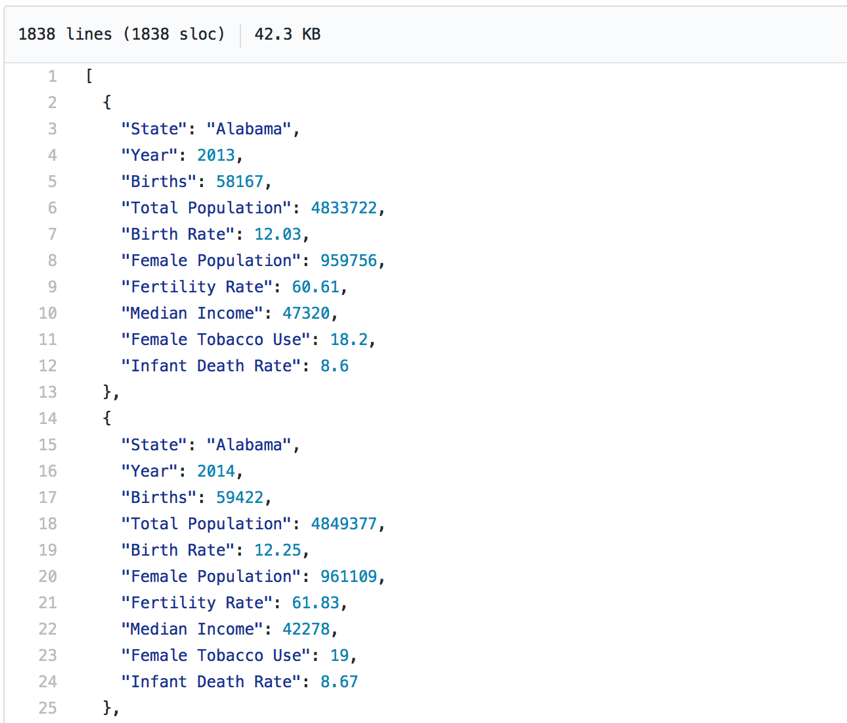 1838 lines (1838 sloc) 42.3 KB
1 [
2 {
3 "State": "Alabama",
4 "Year": 2013,
5 "Births": 58167,
6 "Total Population": 4833722,
7 "Birth Rate": 12.03,
8 "Female Population": 959756,
9 "Fertility Rate": 60.61,
10 "Median Income": 47320,
11 "Female Tobacco Use": 18.2,
12 "Infant Death Rate": 8.6
13 },
14 {
15 "State": "Alabama",
16 "Year": 2014,
17 "Births": 59422,
18 "Total Population": 4849377,
19 "Birth Rate": 12.25,
20 "Female Population": 961109,
21 "Fertility Rate": 61.83,
22 "Median Income": 42278,
23 "Female Tobacco Use": 19,
24 "Infant Death Rate": 8.67
25 },